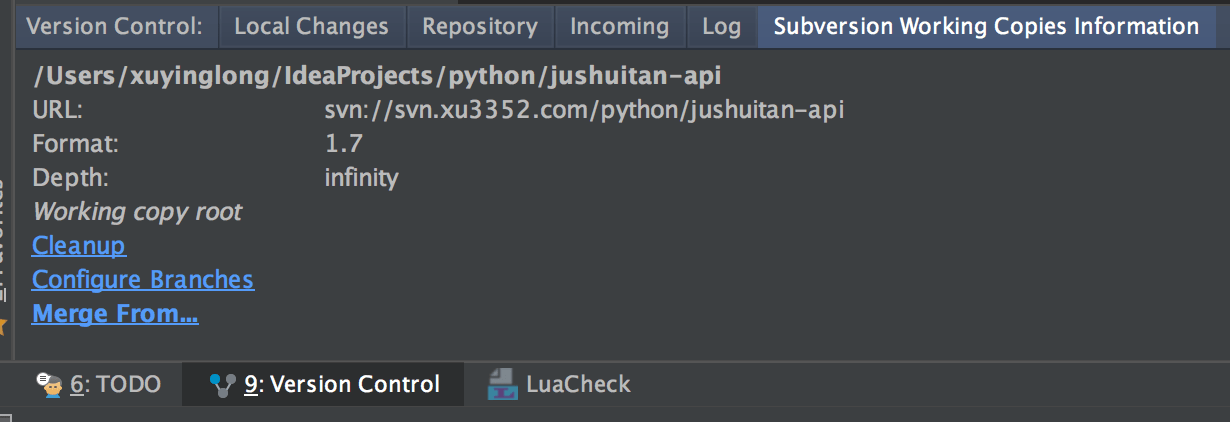 Version Control: Local Changes Repository Incoming Log Subversion Working Copies Information
/Users/xuyinglong/IdeaProjects/python/jushuitan-api
URL: svn://svn.xu3352.com/python/jushuitan-api
Format: 1.7
Depth: infinity
Working copy root
Cleanup
Configure Branches
Merge From...
6: TODO 9: Version Control LuaCheck